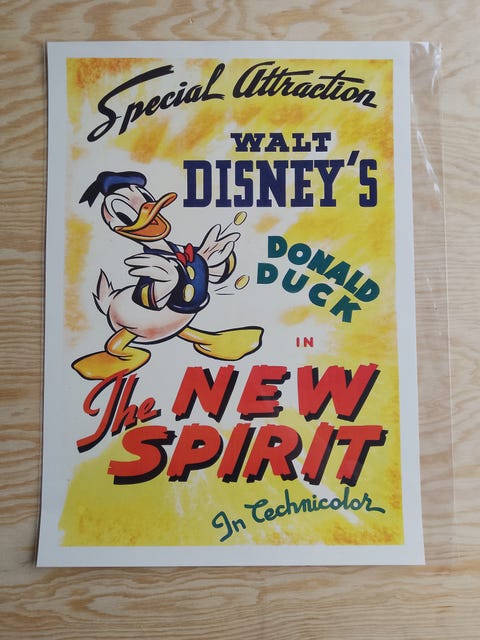 Special Attraction
WALT
DISNEY'S
DONALD
DUCK
IN
The NEW
SPIRIT
In Technicolor